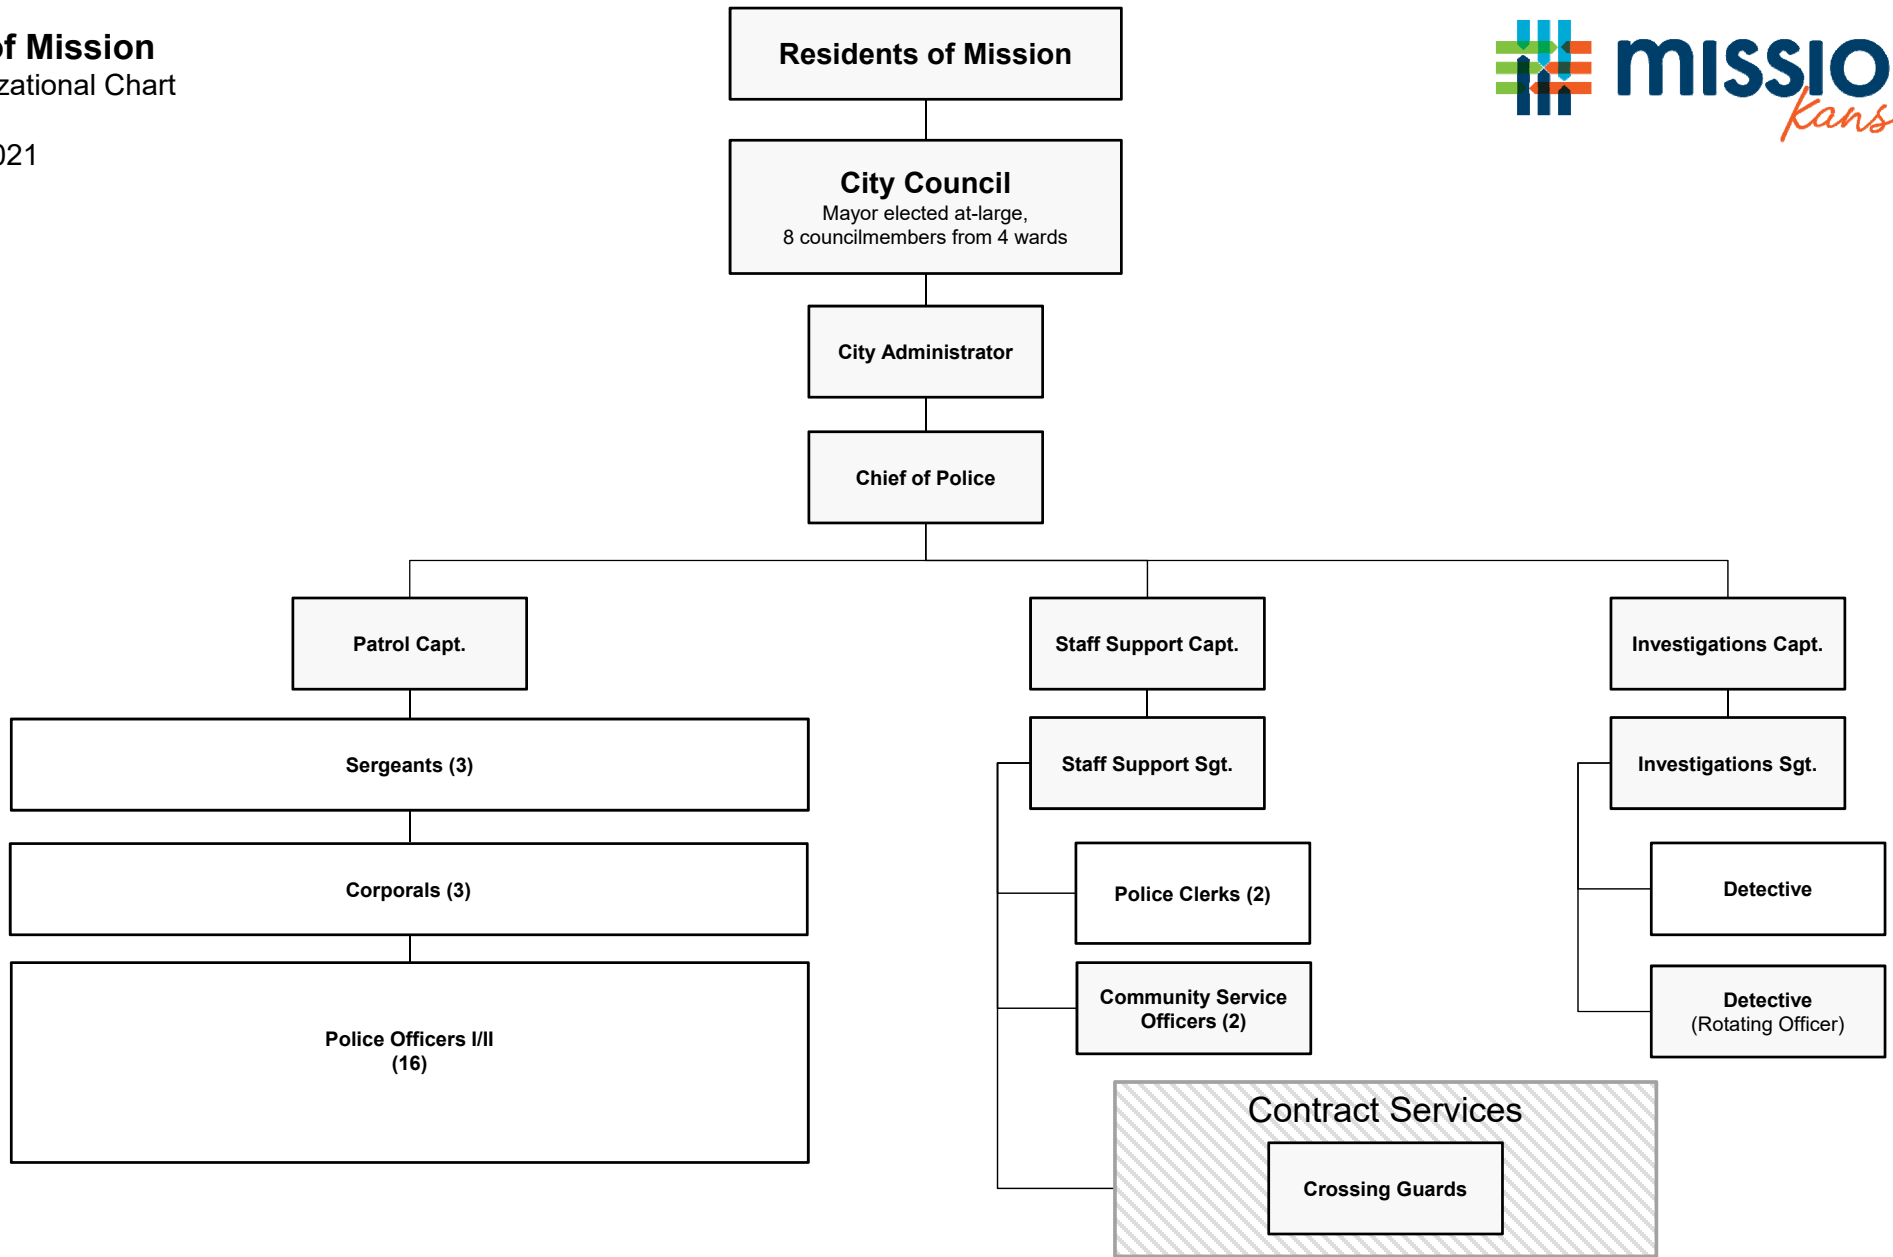 of Mission
zational Chart
021
Residents of Mission
MISSIO
Kans
City Council
Mayor elected at-large,
8 councilmembers from 4 wards
City Administrator
Chief of Police
Patrol Capt.
Staff Support Capt.
Investigations Capt.
Sergeants (3)
Staff Support Sgt.
Investigations Sgt.
Corporals (3)
Police Clerks (2)
Detective
Police Officers I/II
(16)
Community Service
Officers (2)
Detective
(Rotating Officer)
Contract Services
Crossing Guards